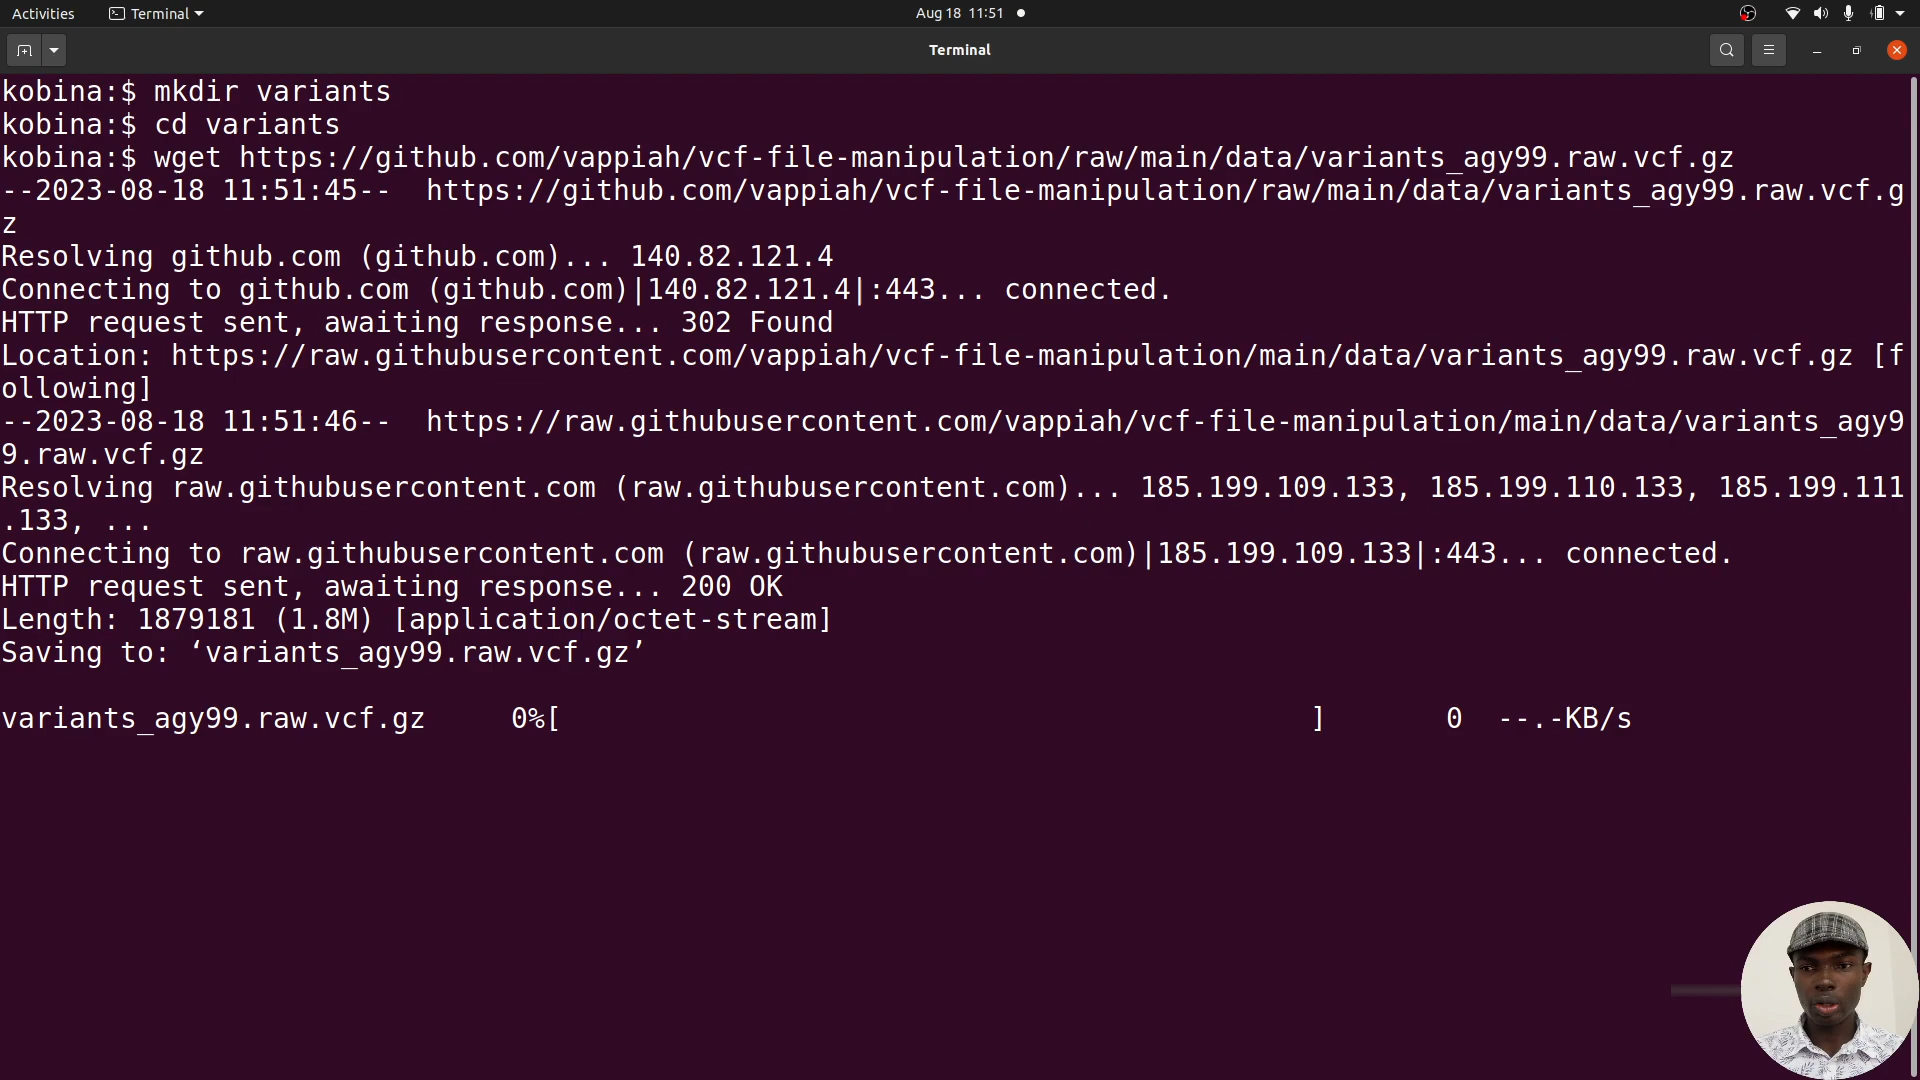 Activities
Terminal
Aug 18 11:51
Terminal
kobina:$ mkdir variants
kobina:$ cd variants
kobina:$ wget https://github.com/vappiah/vcf-file-manipulation/raw/main/data/variants_agy99.raw.vcf.gz
--2023-08-18 11:51:45--  https://github.com/vappiah/vcf-file-manipulation/raw/main/data/variants_agy99.raw.vcf.g
z
Resolving github.com (github.com)... 140.82.121.4
Connecting to github.com (github.com)|140.82.121.4|:443... connected.
HTTP request sent, awaiting response... 302 Found
Location: https://raw.githubusercontent.com/vappiah/vcf-file-manipulation/main/data/variants_agy99.raw.vcf.gz [f
ollowing]
--2023-08-18 11:51:46--  https://raw.githubusercontent.com/vappiah/vcf-file-manipulation/main/data/variants_agy9
9.raw.vcf.gz
Resolving raw.githubusercontent.com (raw.githubusercontent.com)... 185.199.109.133, 185.199.110.133, 185.199.111
.133, ...
Connecting to raw.githubusercontent.com (raw.githubusercontent.com)|185.199.109.133|:443... connected.
HTTP request sent, awaiting response... 200 OK
Length: 1879181 (1.8M) [application/octet-stream]
Saving to: ‘variants_agy99.raw.vcf.gz’
variants_agy99.raw.vcf.gz     0%[                                            ]       0  --.-KB/s